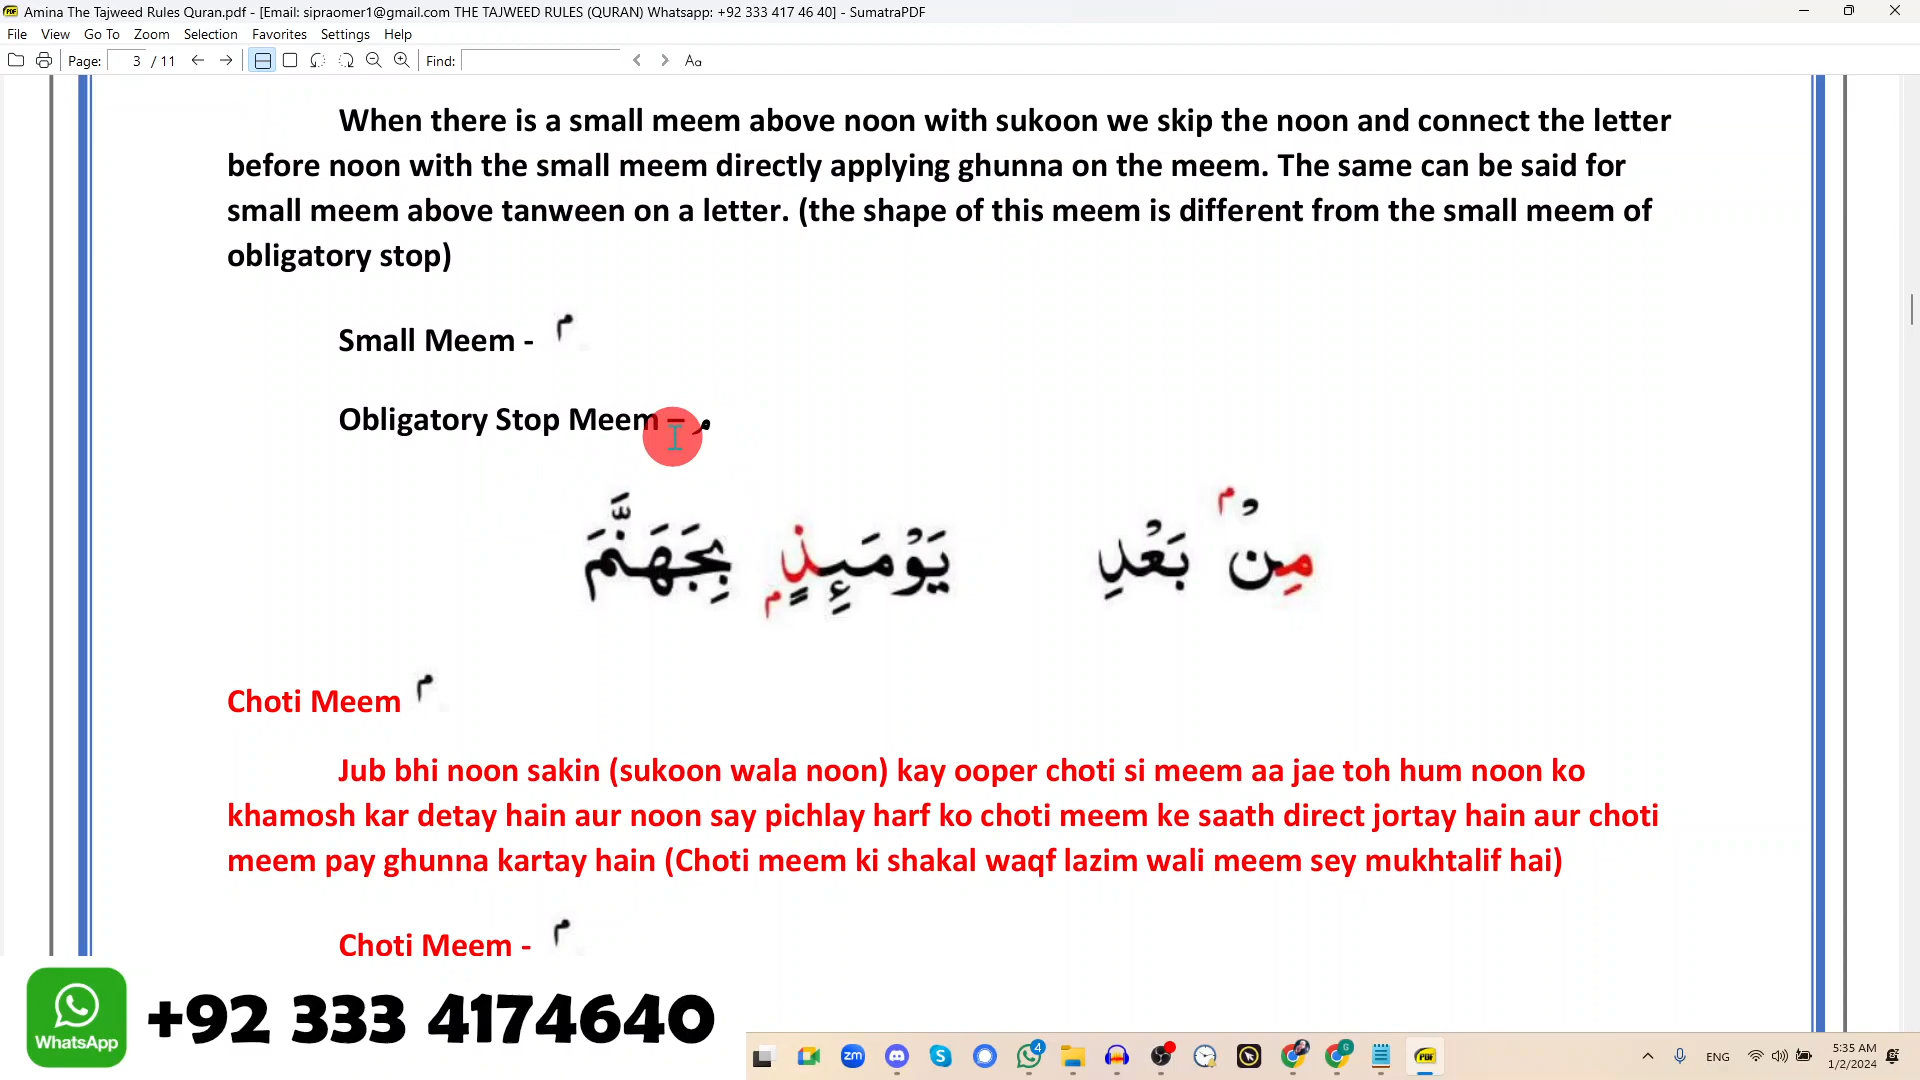 Amina The Tajweed Rules Quran.pdf - [Email: sipraomer1@gmail.com THE TAJWEED RULES (QURAN) Whatsapp: +92 333 417 46 40] - SumatraPDF
File View Go To Zoom Selection Favorites Settings Help
Page: 3 / 11 Find: Aa
When there is a small meem above noon with sukoon we skip the noon and connect the letter
before noon with the small meem directly applying ghunna on the meem. The same can be said for
small meem above tanween on a letter. (the shape of this meem is different from the small meem of
obligatory stop)
Small Meem - م
Obligatory Stop Meem – م
مِنْۢ بَعْدِ يَوْمَىِٕذٍۭ بِجَهَنَّمَ
Choti Meem م
Jub bhi noon sakin (sukoon wala noon) kay ooper choti si meem aa jae toh hum noon ko
khamosh kar detay hain aur noon say pichlay harf ko choti meem ke saath direct jortay hain aur choti
meem pay ghunna kartay hain (Choti meem ki shakal waqf lazim wali meem sey mukhtalif hai)
Choti Meem - م
WhatsApp +92 333 4174640
zm 4 G PDF ENG 5:35 AM
1/2/2024